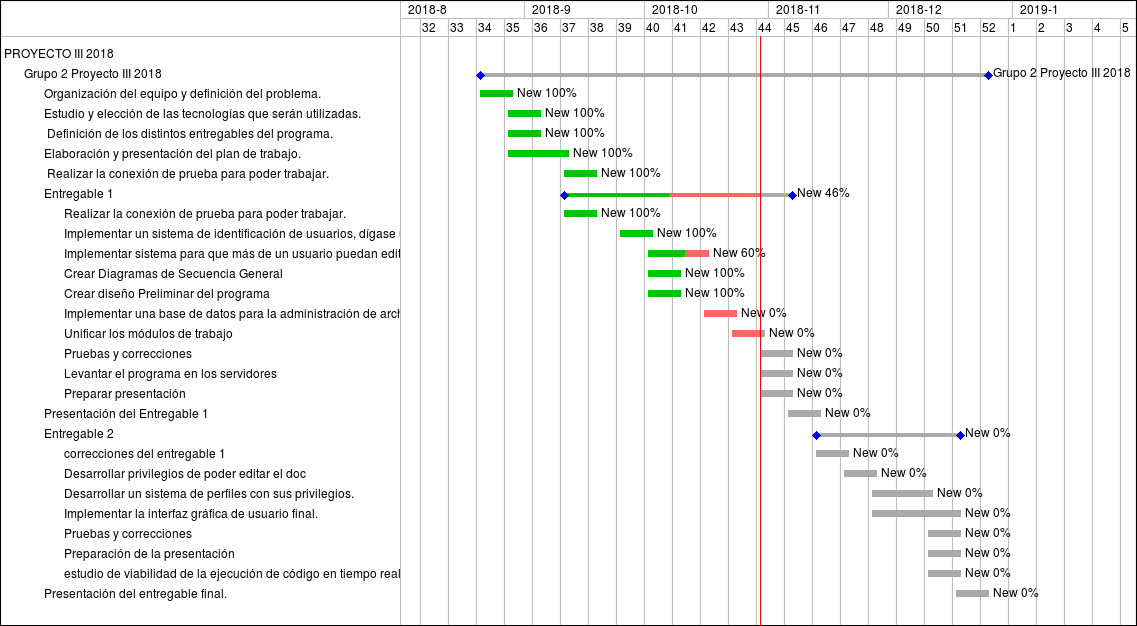 2018-8 2018-9 2018-10 2018-11 2018-12 2019-1
32 33 34 35 36 37 38 39 40 41 42 43 44 45 46 47 48 49 50 51 52 1 2 3 4 5
PROYECTO III 2018
Grupo 2 Proyecto III 2018 Grupo 2 Proyecto III 2018
Organización del equipo y definición del problema. New 100%
Estudio y elección de las tecnologías que serán utilizadas. New 100%
Definición de los distintos entregables del programa. New 100%
Elaboración y presentación del plan de trabajo. New 100%
Realizar la conexión de prueba para poder trabajar. New 100%
Entregable 1 New 46%
Realizar la conexión de prueba para poder trabajar. New 100%
Implementar un sistema de identificación de usuarios, dígase New 100%
Implementar sistema para que más de un usuario puedan edit New 60%
Crear Diagramas de Secuencia General New 100%
Crear diseño Preliminar del programa New 100%
Implementar una base de datos para la administración de arch New 0%
Unificar los módulos de trabajo New 0%
Pruebas y correcciones New 0%
Levantar el programa en los servidores New 0%
Preparar presentación New 0%
Presentación del Entregable 1 New 0%
Entregable 2 New 0%
correcciones del entregable 1 New 0%
Desarrollar privilegios de poder editar el doc New 0%
Desarrollar un sistema de perfiles con sus privilegios. New 0%
Implementar la interfaz gráfica de usuario final. New 0%
Pruebas y correcciones New 0%
Preparación de la presentación New 0%
estudio de viabilidad de la ejecución de código en tiempo real New 0%
Presentación del entregable final. New 0%